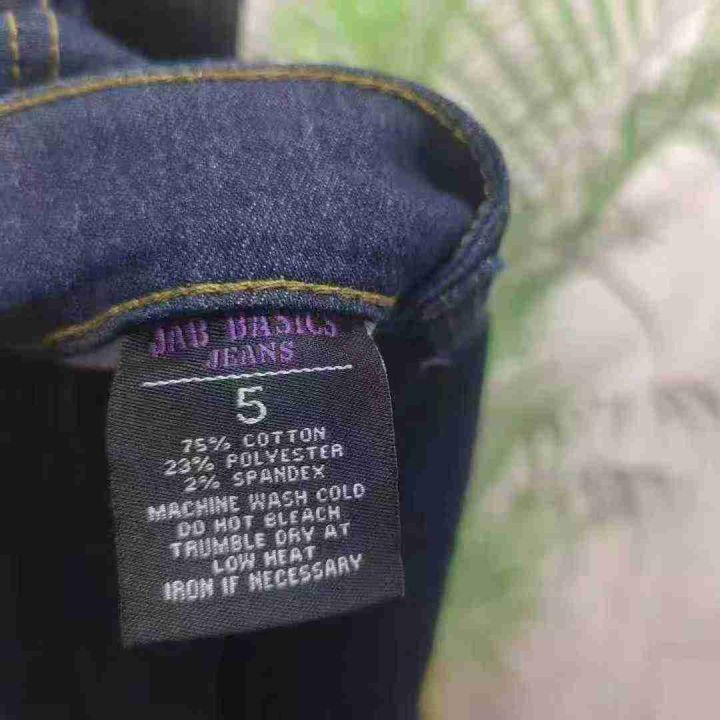 JAB BASICS
JEANS
5
75% COTTON
23% POLYESTER
2% SPANDEX
MACHINE WASH COLD
DO NOT BLEACH
TRUMBLE DRY AT
LOW HEAT
IRON IF NECESSARY